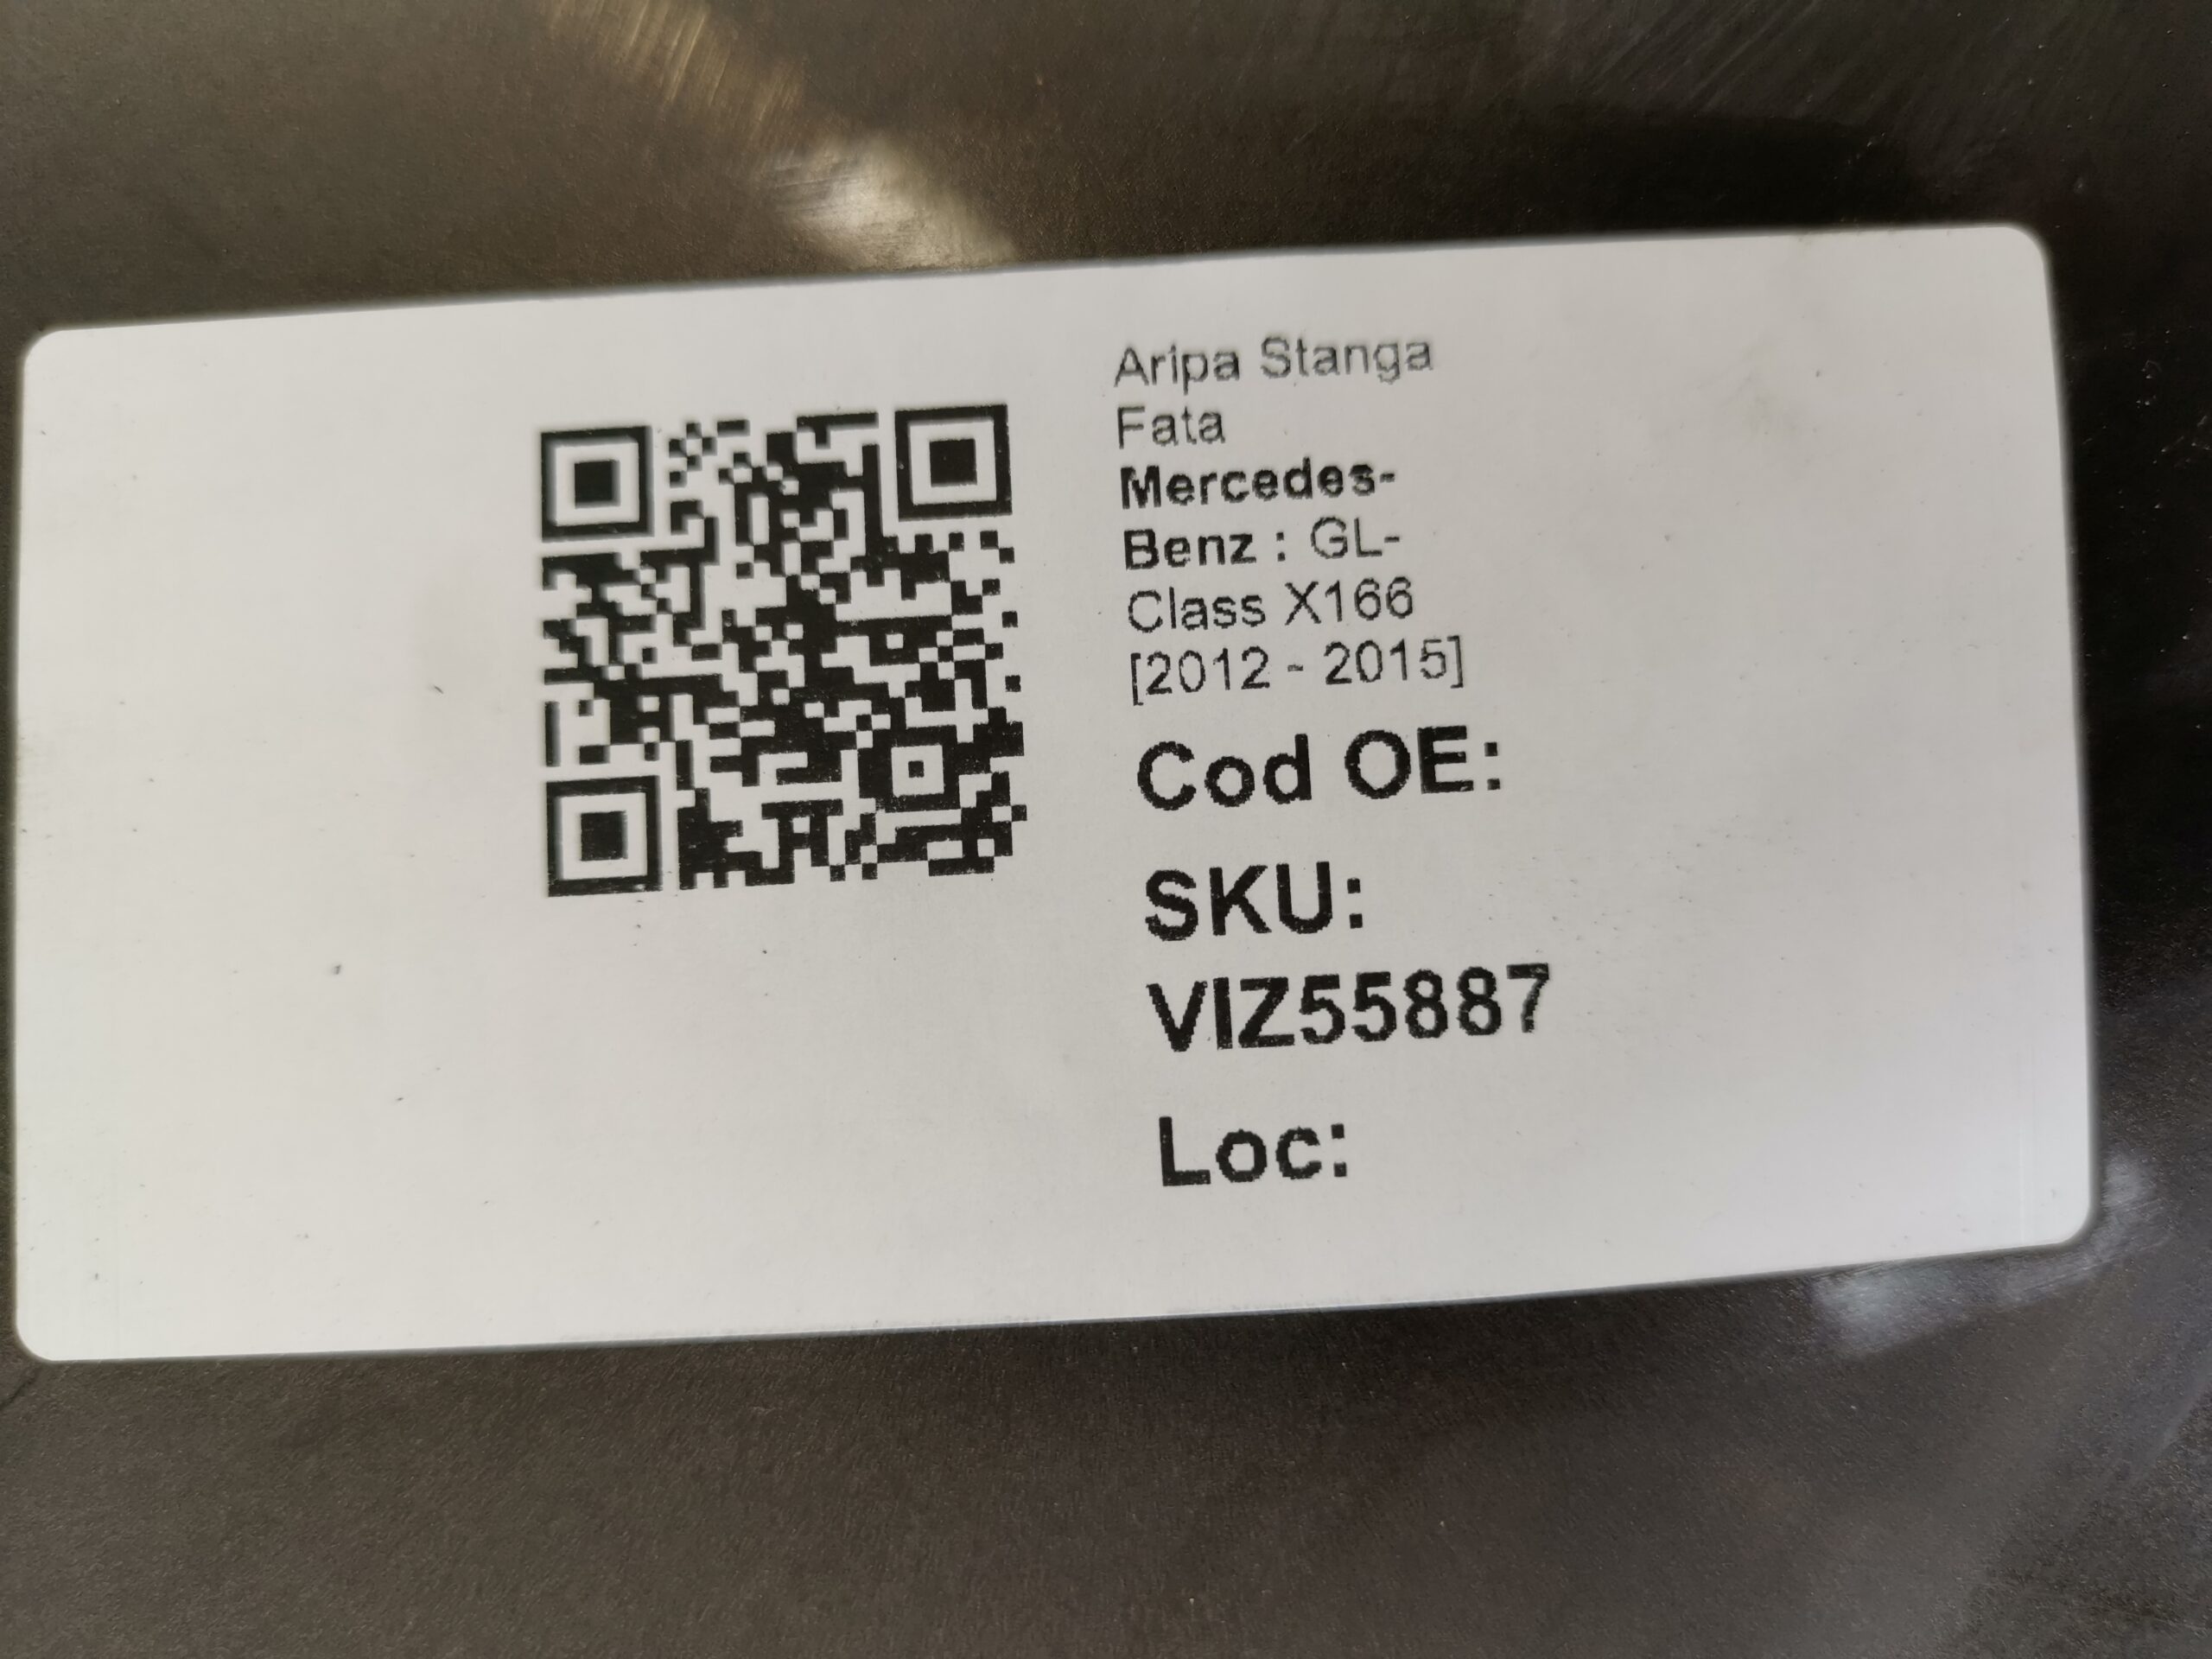 Aripa Stanga
Fata
Mercedes-
Benz : GL-
Class X166
[2012 - 2015]
Cod OE:
SKU:
VIZ55887
Loc: